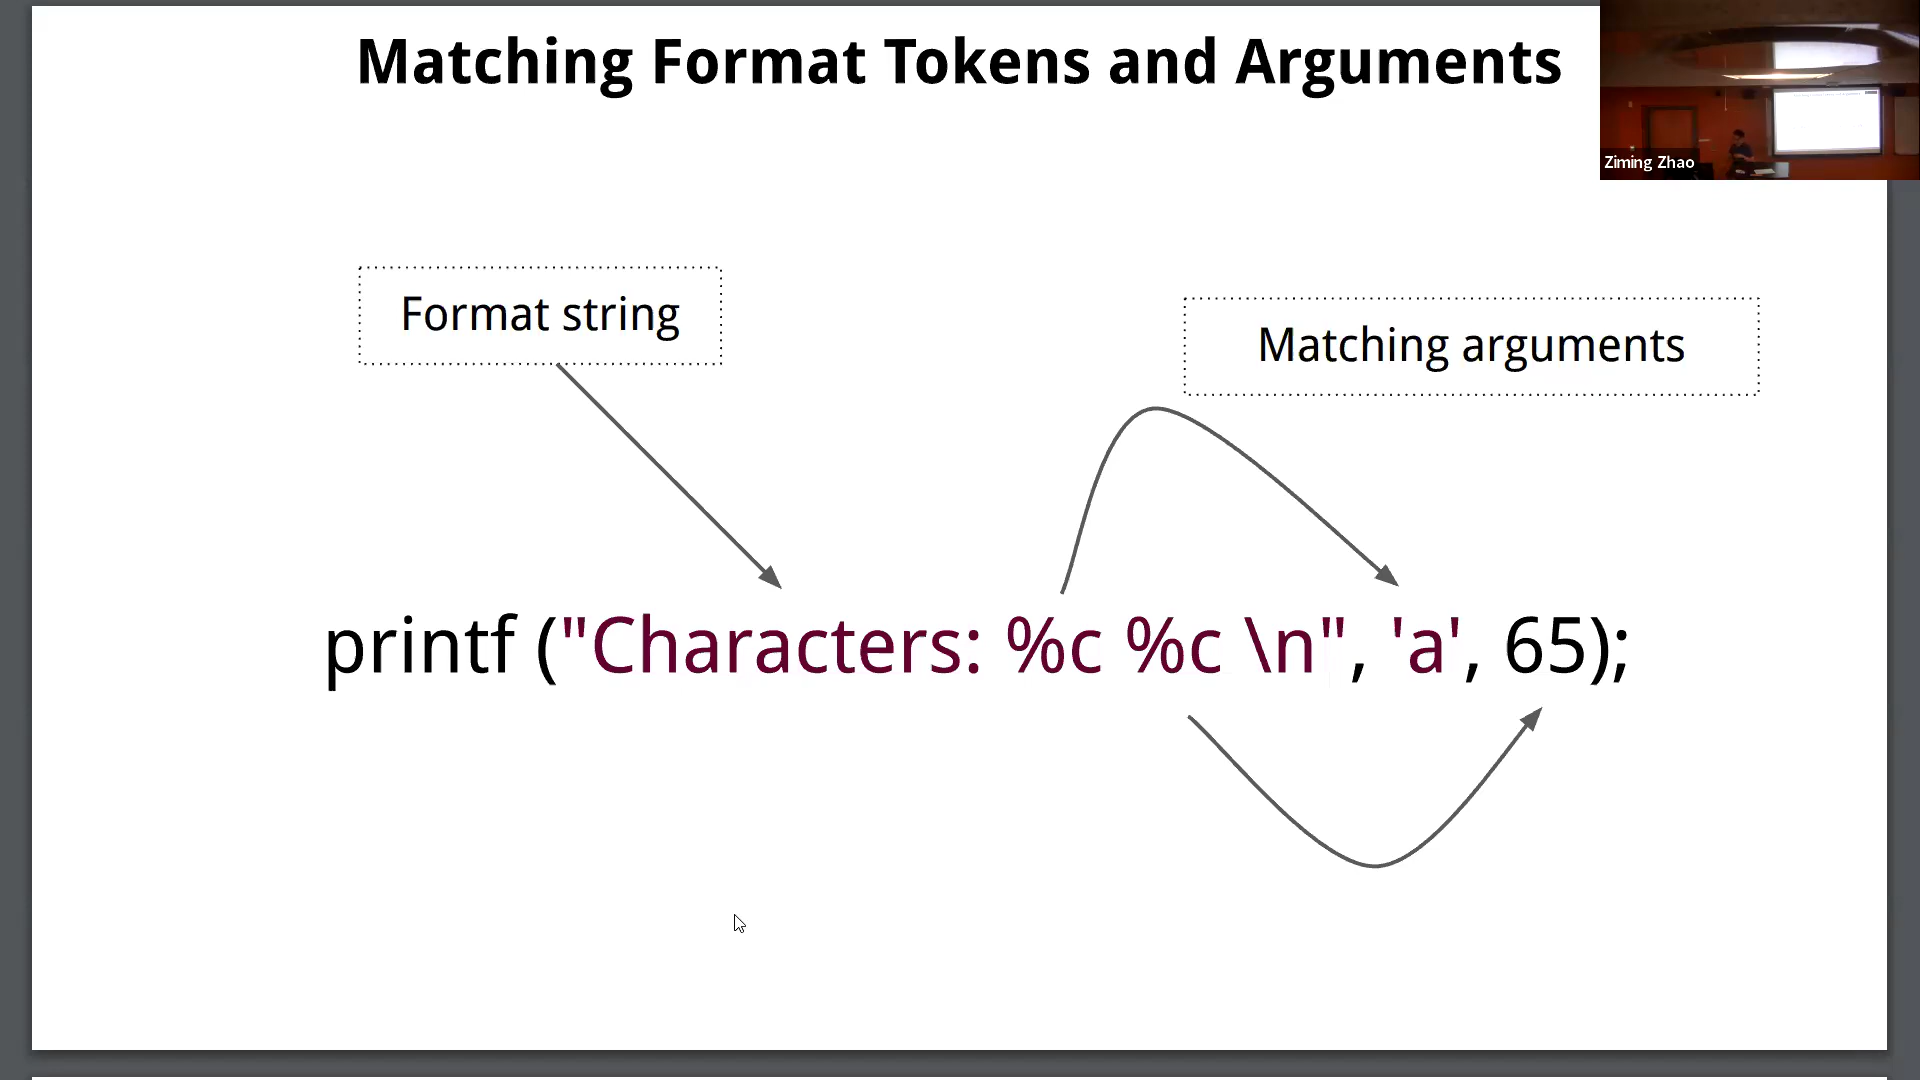 Matching Format Tokens and Arguments
Ziming Zhao
Format string
Matching arguments
printf ("Characters: %c %c \n", 'a', 65);